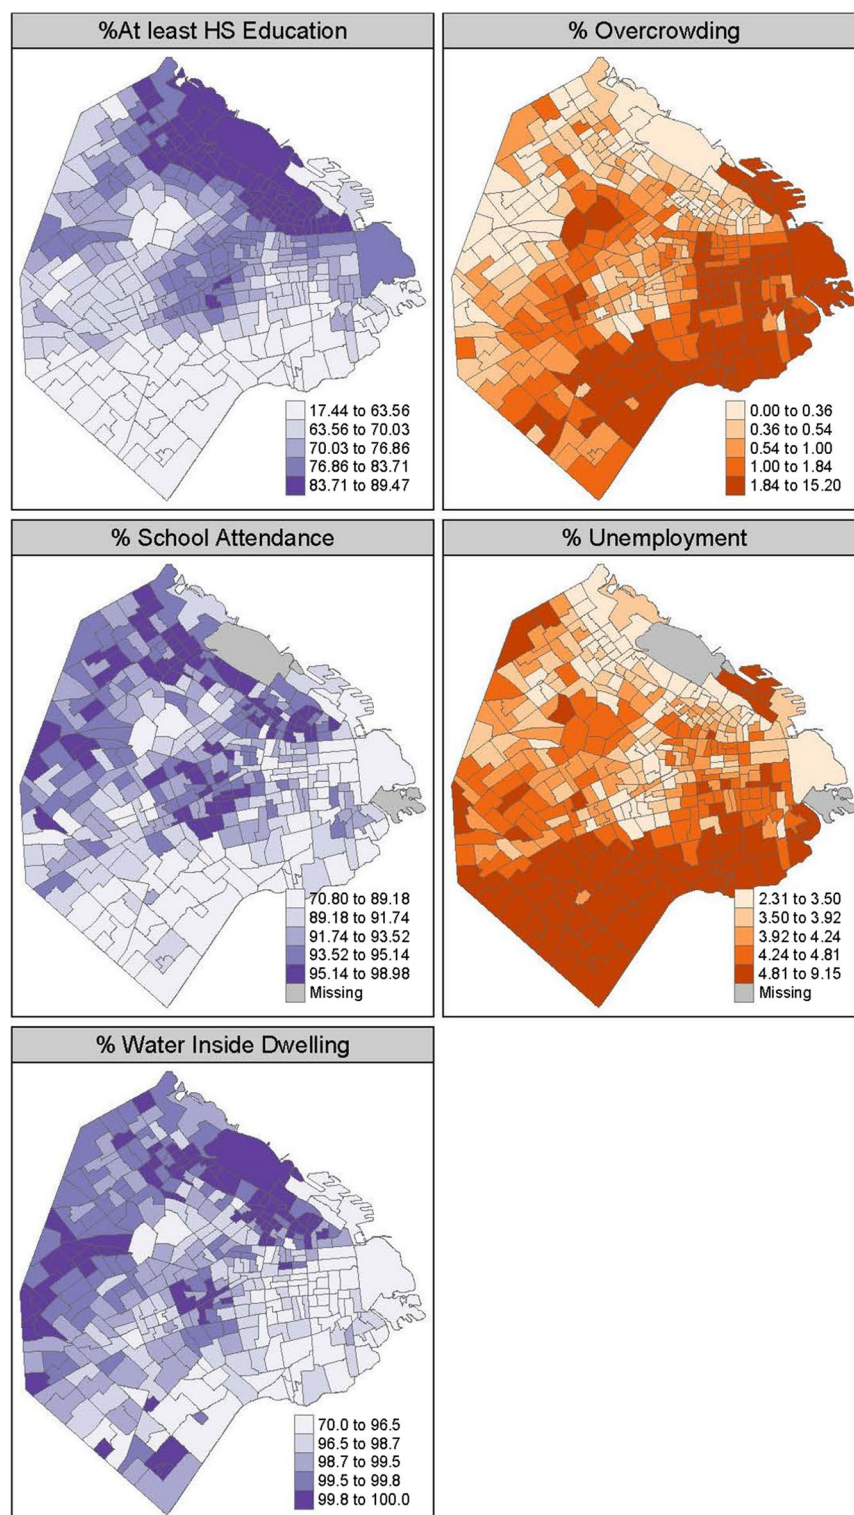 %At least HS Education
17.44 to 63.56
63.56 to 70.03
70.03 to 76.86
76.86 to 83.71
83.71 to 89.47
% Overcrowding
0.00 to 0.36
0.36 to 0.54
0.54 to 1.00
1.00 to 1.84
1.84 to 15.20
% School Attendance
70.80 to 89.18
89.18 to 91.74
91.74 to 93.52
93.52 to 95.14
95.14 to 98.98
Missing
% Unemployment
2.31 to 3.50
3.50 to 3.92
3.92 to 4.24
4.24 to 4.81
4.81 to 9.15
Missing
% Water Inside Dwelling
70.0 to 96.5
96.5 to 98.7
98.7 to 99.5
99.5 to 99.8
99.8 to 100.0